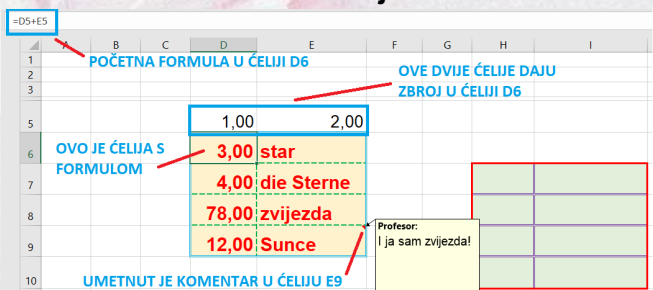 =D5+E5
A B C D E F G H I
1
POČETNA FORMULA U ĆELIJI D6
2
OVE DVIJE ĆELIJE DAJU
ZBROJ U ĆELIJI D6
3
5 1,00 2,00
OVO JE ĆELIJA S
FORMULOM
6 3,00 star
7 4,00 die Sterne
8 78,00 zvijezda
Profesor:
I ja sam zvijezda!
9 12,00 Sunce
10 UMETNUT JE KOMENTAR U ĆELIJU E9